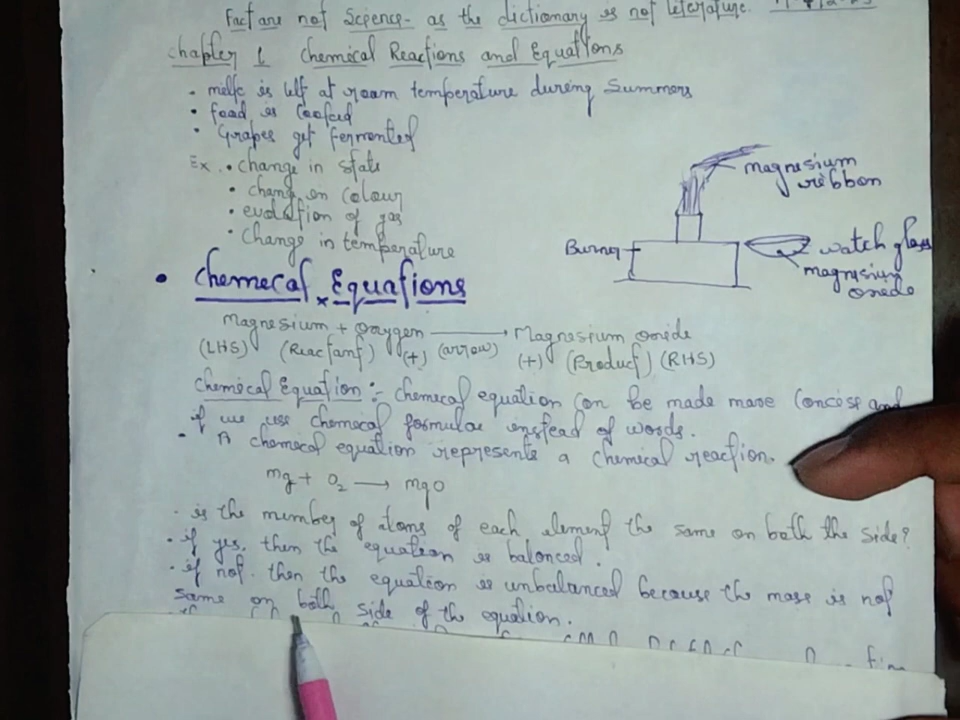 Fact are not Science- as the dictionary is not leterature.
chapter 1 Chemical Reactions and Equations
• milk is left at room temperature during Summers
• food is Cooked
• Grapes get fermented
Ex. • change in state
• change in Colour
• evolution of gas
• Change in temperature
magnesium
ribbon
Burner
watch glass
magnesium
oxide
• Chemecal Equations
Magnesium + Oxygen → Magnesium oxide
(LHS) (Reactant) (+) (arrow) (+) (Product) (RHS)
Chemical Equation :- Chemical equation can be made more Concise and
if we use chemecal formulae instead of words.
• A chemecal equation represents a chemical reaction.
Mg + O2 → MgO
• is the number of atoms of each element the same on both the side?
• if yes, then the equation is balanced.
• if not. then the equation is unbalanced because the mass is not
same on both side of the equation.